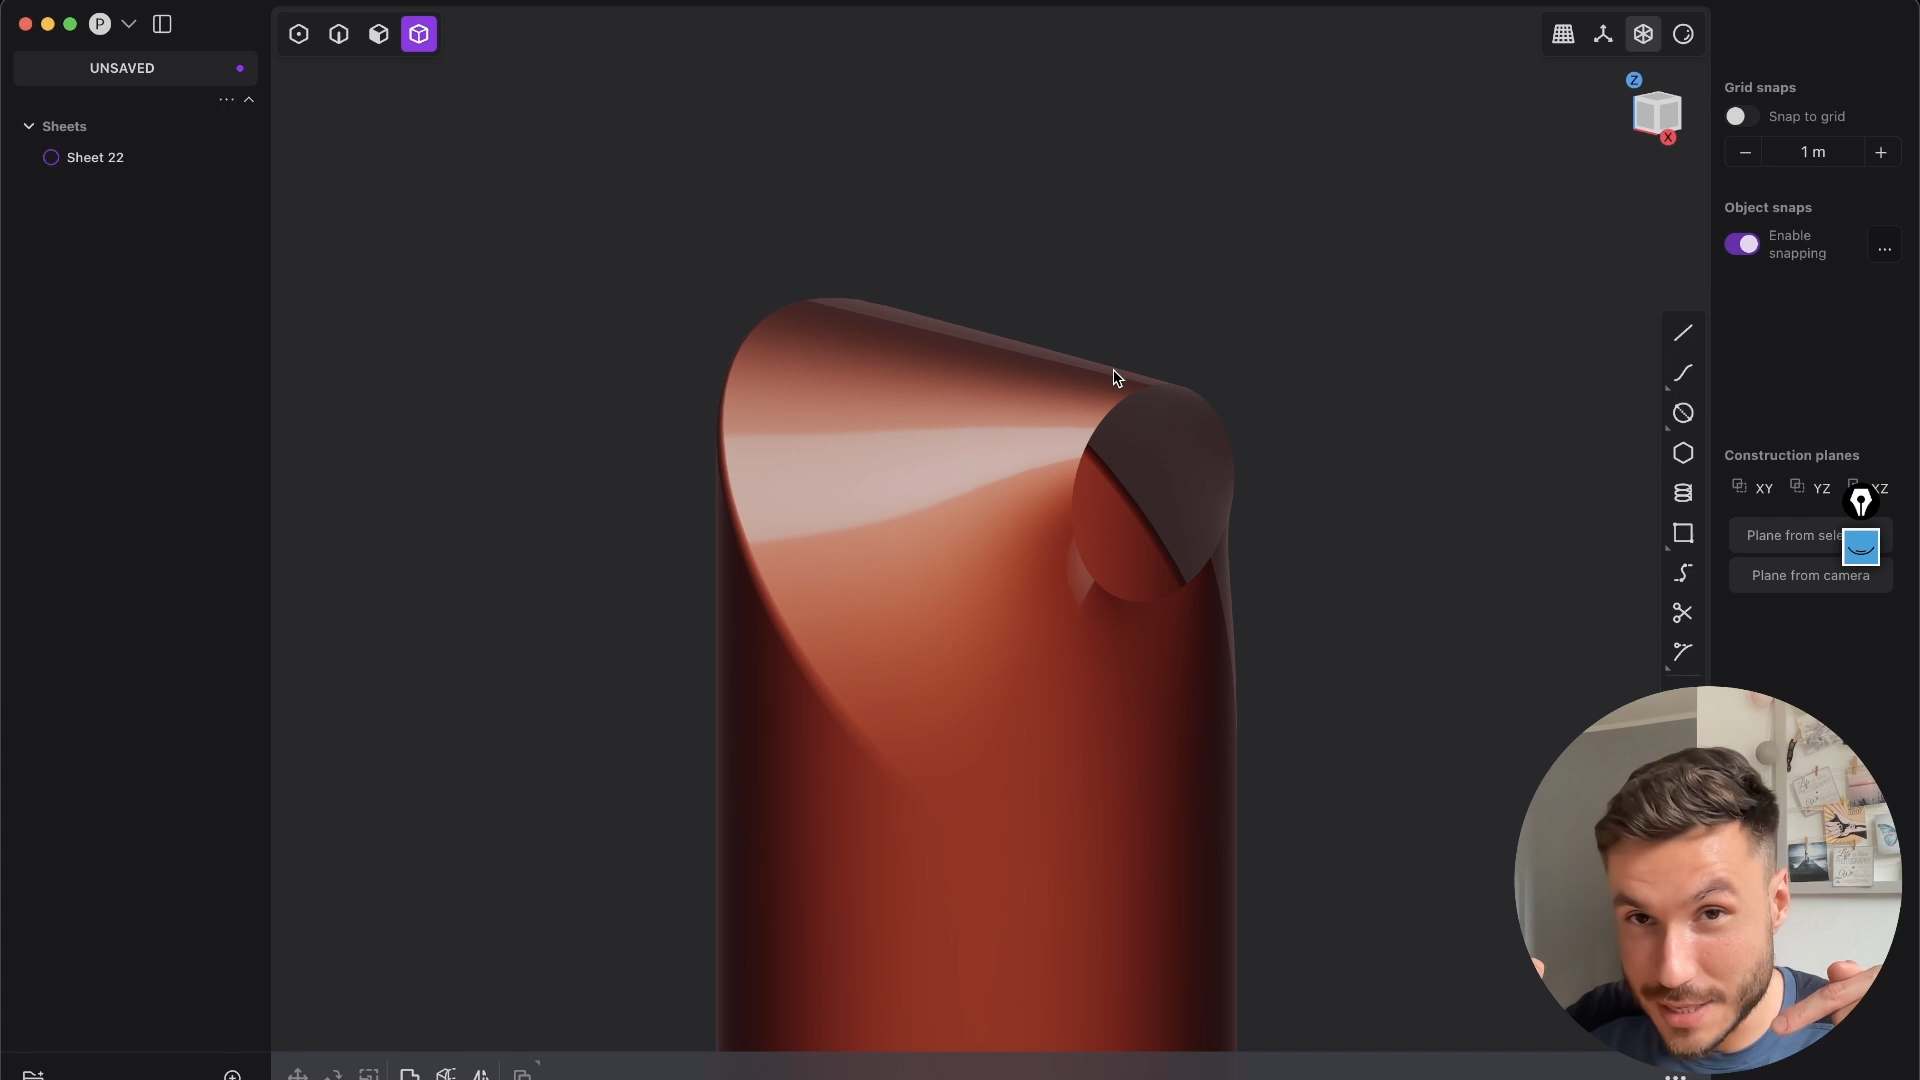 P
UNSAVED
Sheets
Sheet 22
Z
X
Grid snaps
Snap to grid
1 m
Object snaps
Enable
snapping
...
Construction planes
XY YZ XZ
Plane from sele
Plane from camera
Life